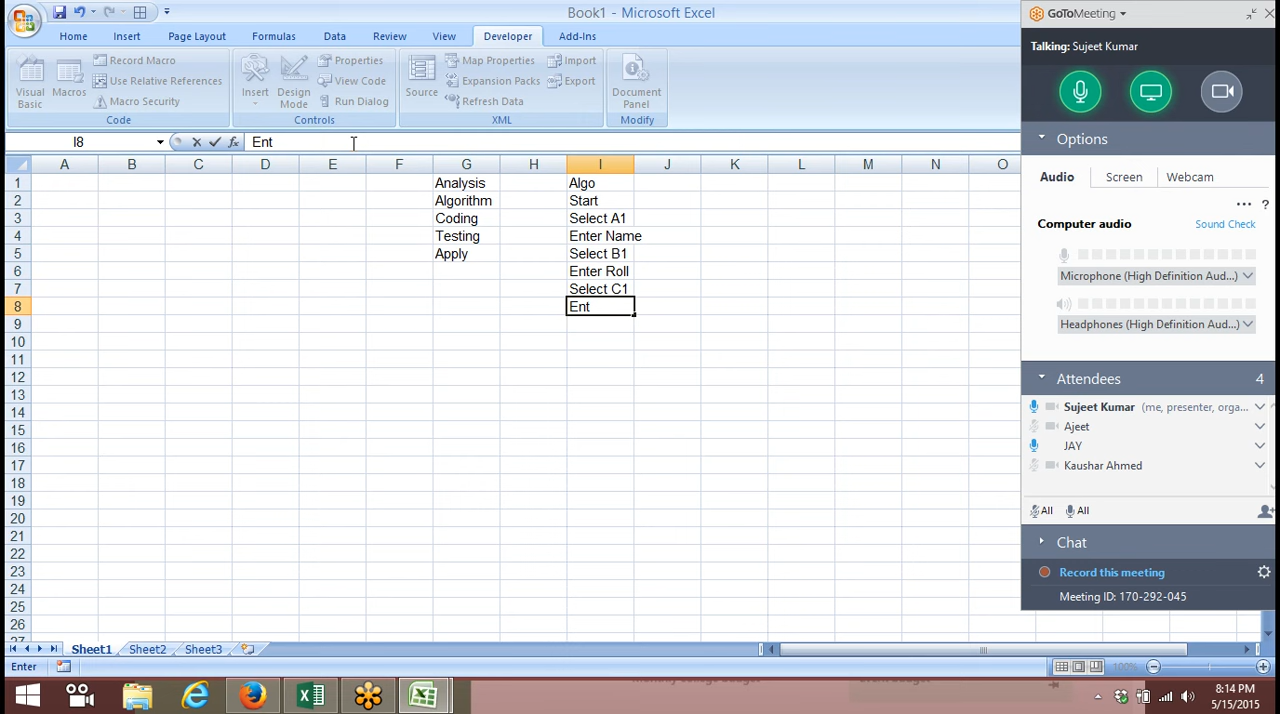 Book1 - Microsoft Excel
GoToMeeting
Home Insert Page Layout Formulas Data Review View Developer Add-Ins
Talking: Sujeet Kumar
Visual Basic
Macros
Record Macro
Use Relative References
Macro Security
Code
Insert
Design Mode
Properties
View Code
Run Dialog
Controls
Source
Map Properties
Expansion Packs
Refresh Data
Import
Export
XML
Document Panel
Modify
Options
I8
Ent
Audio Screen Webcam
Computer audio
Sound Check
Microphone (High Definition Aud...)
Headphones (High Definition Aud...)
A B C D E F G H I J K L M N O
1 Analysis Algo
2 Algorithm Start
3 Coding Select A1
4 Testing Enter Name
5 Apply Select B1
6 Enter Roll
7 Select C1
8 Ent
9
10
11
12
13
14
15
16
17
18
19
20
21
22
23
24
25
26
27
Attendees 4
Sujeet Kumar (me, presenter, orga...
Ajeet
JAY
Kaushar Ahmed
All All
Chat
Record this meeting
Meeting ID: 170-292-045
Sheet1 Sheet2 Sheet3
Enter
100%
8:14 PM
5/15/2015